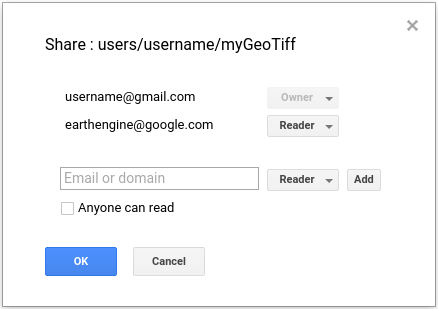 Share : users/username/myGeoTiff
username@gmail.com Owner
earthengine@google.com Reader
Email or domain Reader Add
Anyone can read
OK Cancel